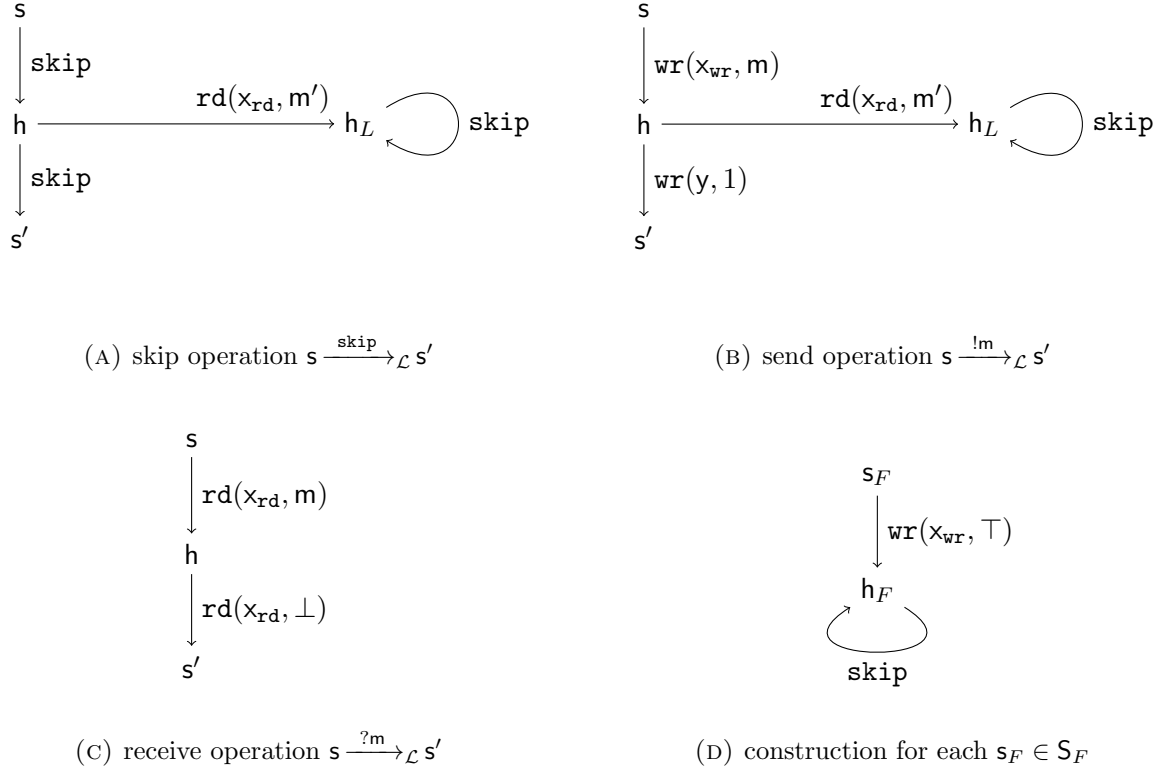 s
skip
h
rd(x_rd, m′)
h_L
skip
skip
s′
(A) skip operation s —skip→_ℒ s′
s
wr(x_wr, m)
h
rd(x_rd, m′)
h_L
skip
wr(y, 1)
s′
(B) send operation s —!m→_ℒ s′
s
rd(x_rd, m)
h
rd(x_rd, ⊥)
s′
(C) receive operation s —?m→_ℒ s′
s_F
wr(x_wr, ⊤)
h_F
skip
(D) construction for each s_F ∈ S_F